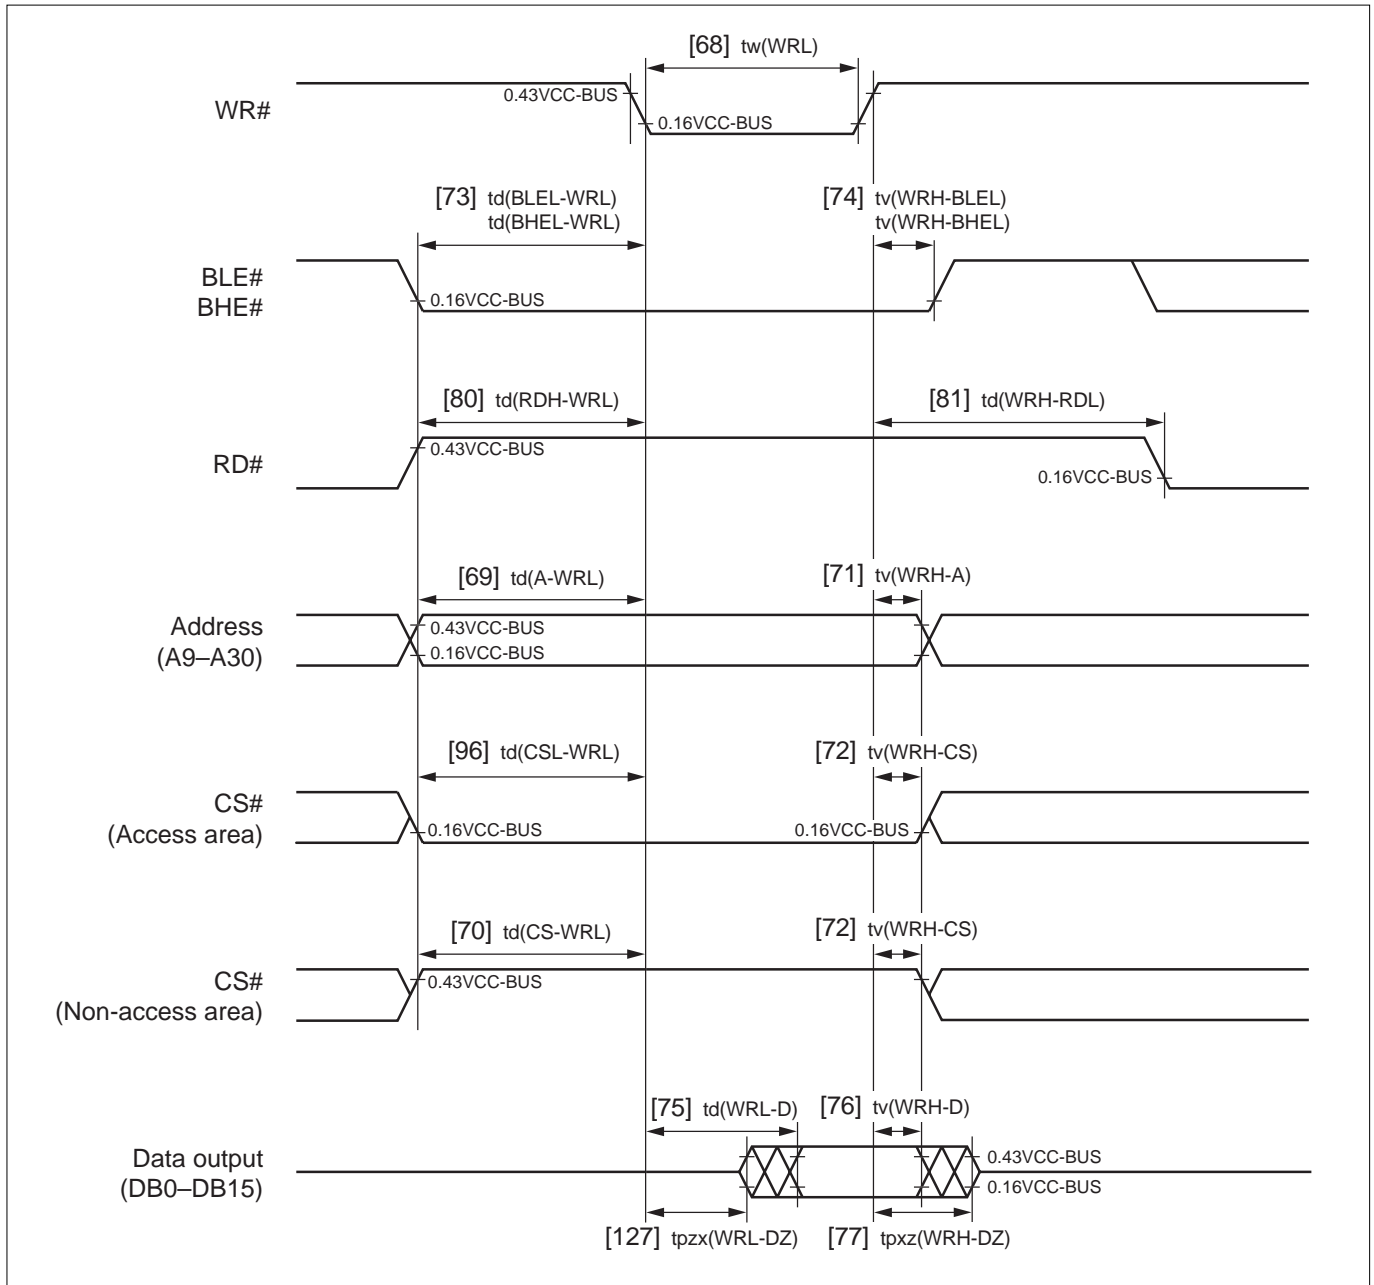 [68] tw(WRL)
WR#
0.43VCC-BUS
0.16VCC-BUS
[73] td(BLEL-WRL)
td(BHEL-WRL)
[74] tv(WRH-BLEL)
tv(WRH-BHEL)
BLE#
BHE#
0.16VCC-BUS
[80] td(RDH-WRL)
[81] td(WRH-RDL)
RD#
0.43VCC-BUS
0.16VCC-BUS
[69] td(A-WRL)
[71] tv(WRH-A)
Address
(A9–A30)
0.43VCC-BUS
0.16VCC-BUS
[96] td(CSL-WRL)
[72] tv(WRH-CS)
CS#
(Access area)
0.16VCC-BUS
0.16VCC-BUS
[70] td(CS-WRL)
[72] tv(WRH-CS)
CS#
(Non-access area)
0.43VCC-BUS
[75] td(WRL-D)
[76] tv(WRH-D)
Data output
(DB0–DB15)
0.43VCC-BUS
0.16VCC-BUS
[127] tpzx(WRL-DZ)
[77] tpxz(WRH-DZ)